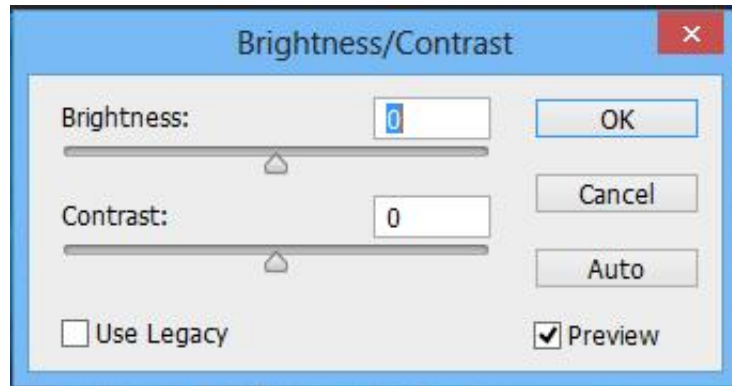 Brightness/Contrast
Brightness: 0
OK
Contrast: 0
Cancel
Auto
Use Legacy
Preview